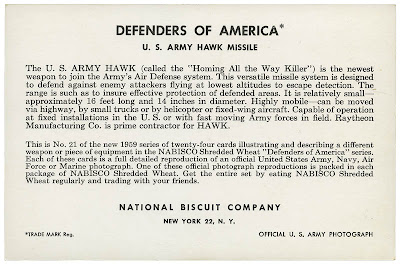 DEFENDERS OF AMERICA*
U. S. ARMY HAWK MISSILE
The U. S. ARMY HAWK (called the "Homing All the Way Killer") is the newest
weapon to join the Army's Air Defense system. This versatile missile system is designed
to defend against enemy attackers flying at lowest altitudes to escape detection. The
range is such as to insure effective protection of defended areas. It is relatively small—
approximately 16 feet long and 14 inches in diameter. Highly mobile—can be moved
via highway, by small trucks or by helicopter or fixed-wing aircraft. Capable of operation
at fixed installations in the U. S. or with fast moving Army forces in field. Raytheon
Manufacturing Co. is prime contractor for HAWK.
This is No. 21 of the new 1959 series of twenty-four cards illustrating and describing a different
weapon or piece of equipment in the NABISCO Shredded Wheat "Defenders of America" series.
Each of these cards is a full detailed reproduction of an official United States Army, Navy, Air
Force or Marine photograph. One of these official photograph reproductions is packed in each
package of NABISCO Shredded Wheat. Get the entire set by eating NABISCO Shredded
Wheat regularly and trading with your friends.
NATIONAL BISCUIT COMPANY
NEW YORK 22, N. Y.
*TRADE MARK Reg.
OFFICIAL U. S. ARMY PHOTOGRAPH